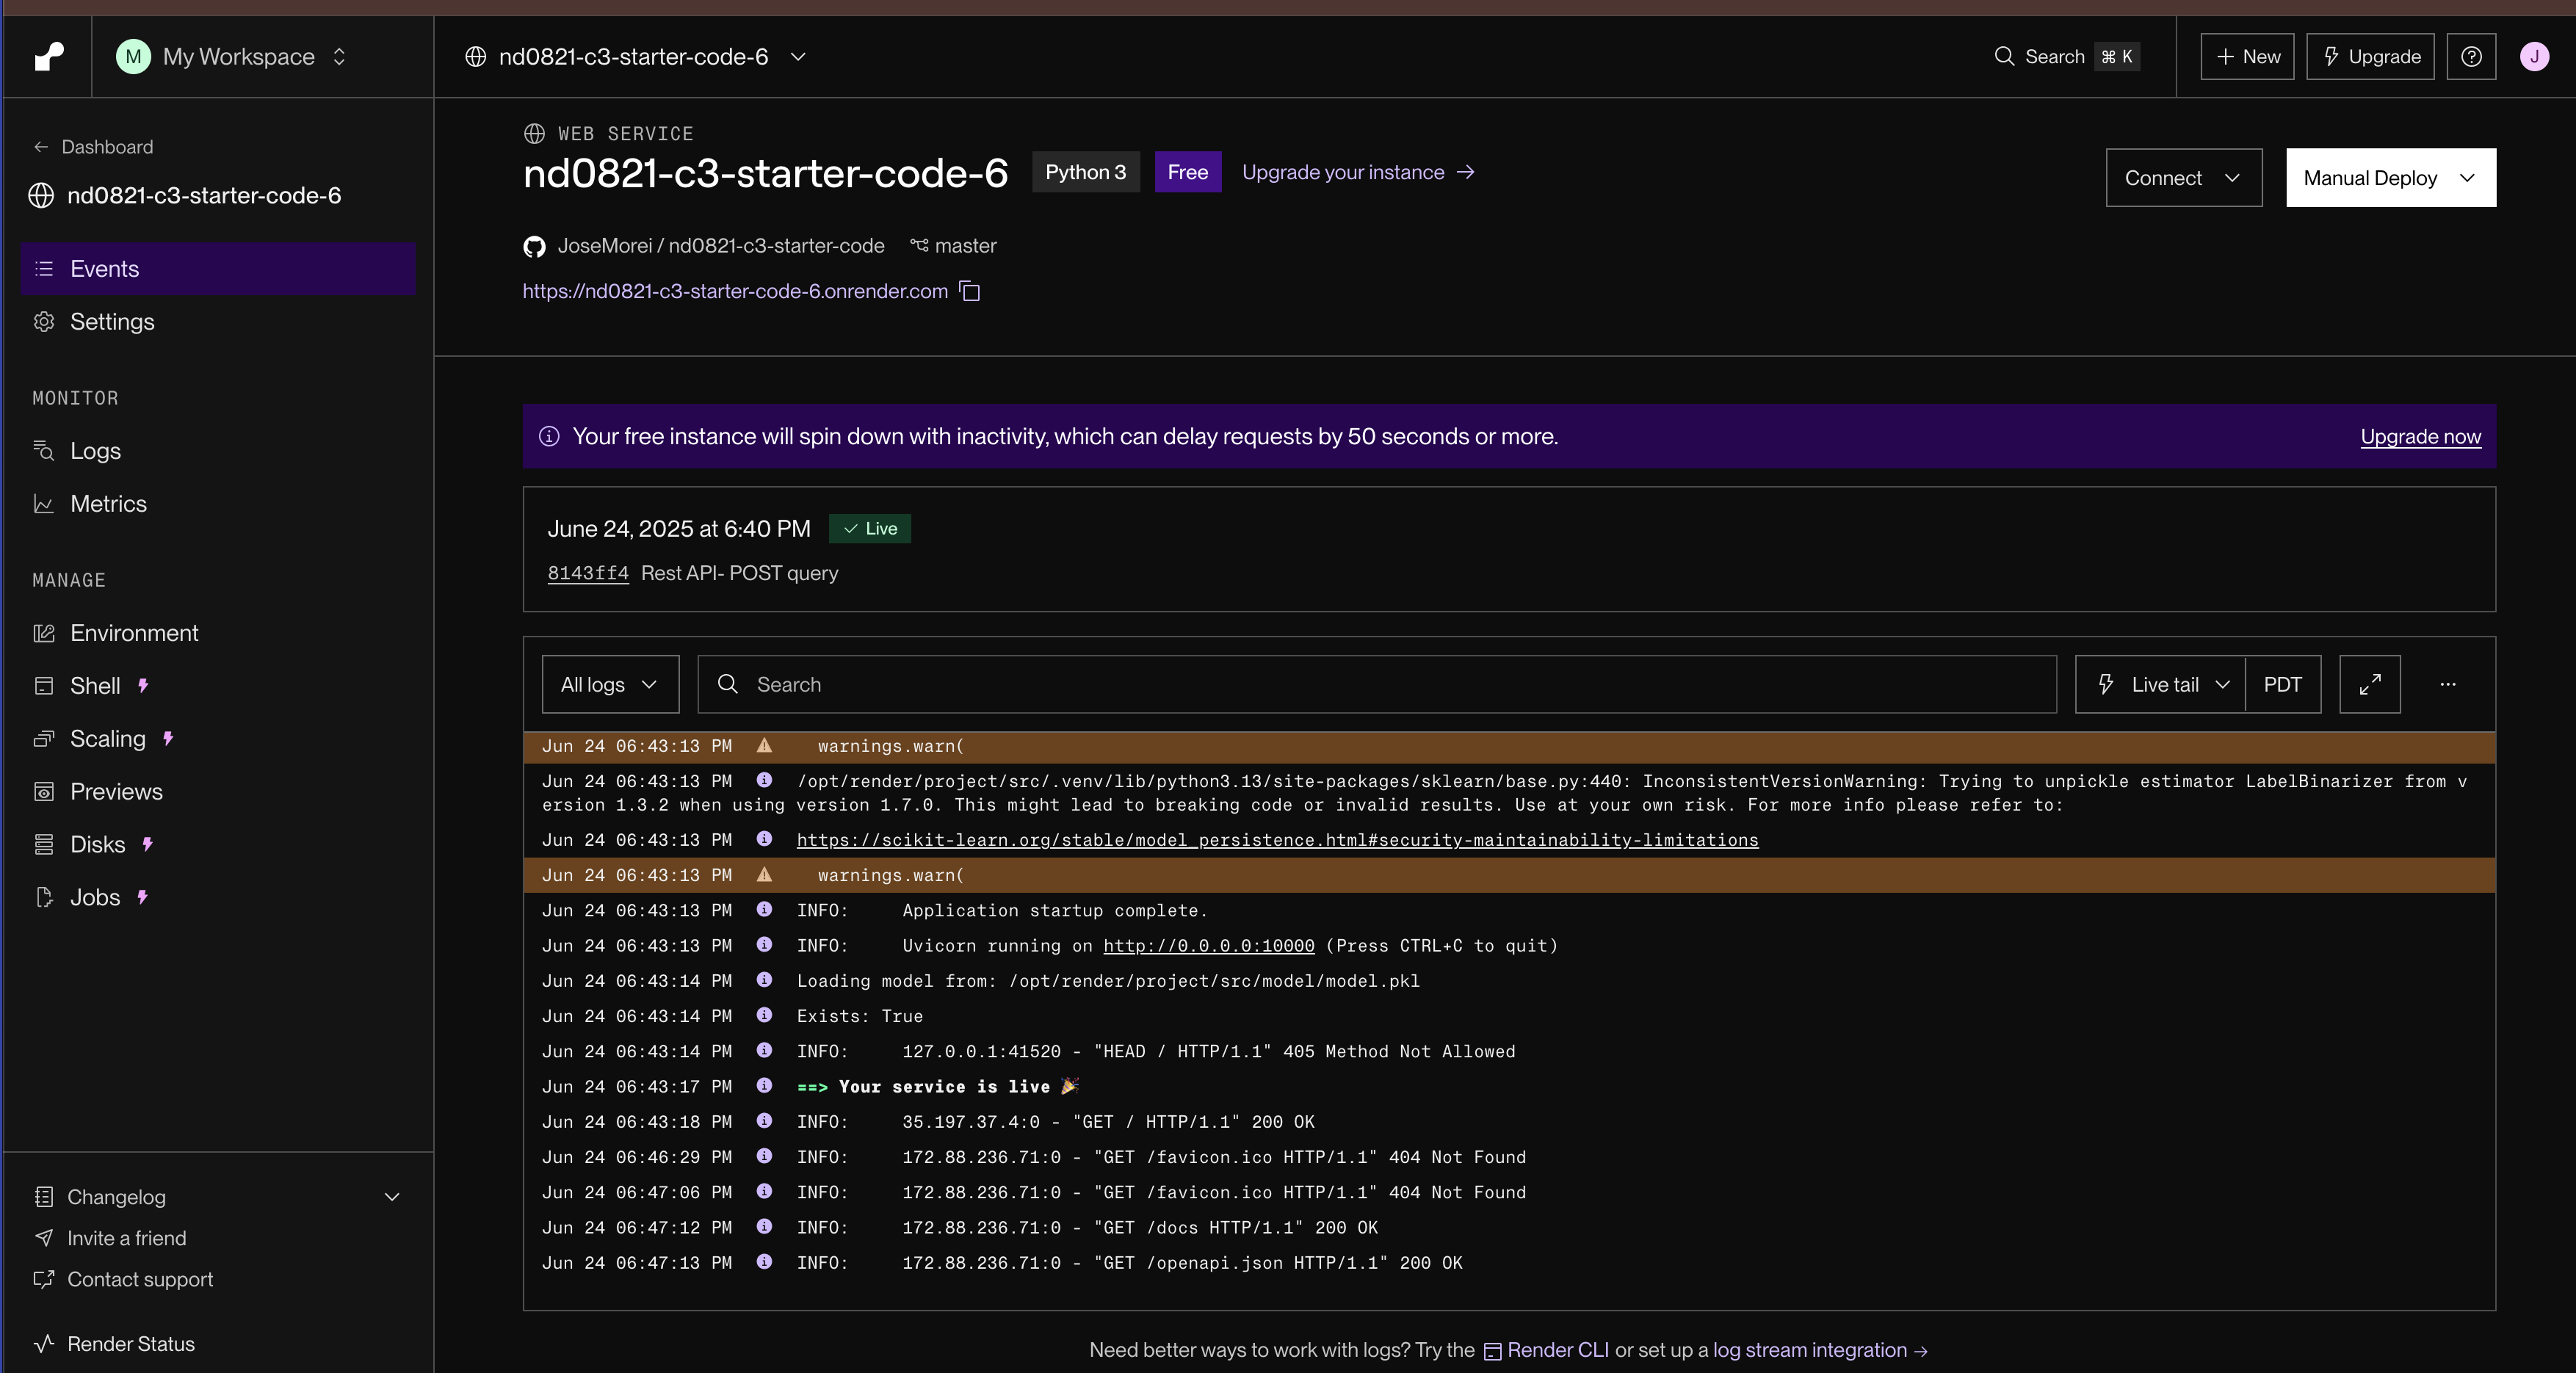 M My Workspace
nd0821-c3-starter-code-6
Search ⌘ K
+ New
Upgrade
J
← Dashboard
nd0821-c3-starter-code-6
Events
Settings
MONITOR
Logs
Metrics
MANAGE
Environment
Shell
Scaling
Previews
Disks
Jobs
Changelog
Invite a friend
Contact support
Render Status
WEB SERVICE
nd0821-c3-starter-code-6 Python 3 Free Upgrade your instance →
Connect
Manual Deploy
JoseMorei / nd0821-c3-starter-code master
https://nd0821-c3-starter-code-6.onrender.com
Your free instance will spin down with inactivity, which can delay requests by 50 seconds or more. Upgrade now
June 24, 2025 at 6:40 PM ✓ Live
8143ff4 Rest API- POST query
All logs
Search
Live tail
PDT
...
Jun 24 06:43:13 PM warnings.warn(
Jun 24 06:43:13 PM /opt/render/project/src/.venv/lib/python3.13/site-packages/sklearn/base.py:440: InconsistentVersionWarning: Trying to unpickle estimator LabelBinarizer from v
ersion 1.3.2 when using version 1.7.0. This might lead to breaking code or invalid results. Use at your own risk. For more info please refer to:
Jun 24 06:43:13 PM https://scikit-learn.org/stable/model_persistence.html#security-maintainability-limitations
Jun 24 06:43:13 PM warnings.warn(
Jun 24 06:43:13 PM INFO: Application startup complete.
Jun 24 06:43:13 PM INFO: Uvicorn running on http://0.0.0.0:10000 (Press CTRL+C to quit)
Jun 24 06:43:14 PM Loading model from: /opt/render/project/src/model/model.pkl
Jun 24 06:43:14 PM Exists: True
Jun 24 06:43:14 PM INFO: 127.0.0.1:41520 - "HEAD / HTTP/1.1" 405 Method Not Allowed
Jun 24 06:43:17 PM ==> Your service is live 🎉
Jun 24 06:43:18 PM INFO: 35.197.37.4:0 - "GET / HTTP/1.1" 200 OK
Jun 24 06:46:29 PM INFO: 172.88.236.71:0 - "GET /favicon.ico HTTP/1.1" 404 Not Found
Jun 24 06:47:06 PM INFO: 172.88.236.71:0 - "GET /favicon.ico HTTP/1.1" 404 Not Found
Jun 24 06:47:12 PM INFO: 172.88.236.71:0 - "GET /docs HTTP/1.1" 200 OK
Jun 24 06:47:13 PM INFO: 172.88.236.71:0 - "GET /openapi.json HTTP/1.1" 200 OK
Need better ways to work with logs? Try the Render CLI or set up a log stream integration →